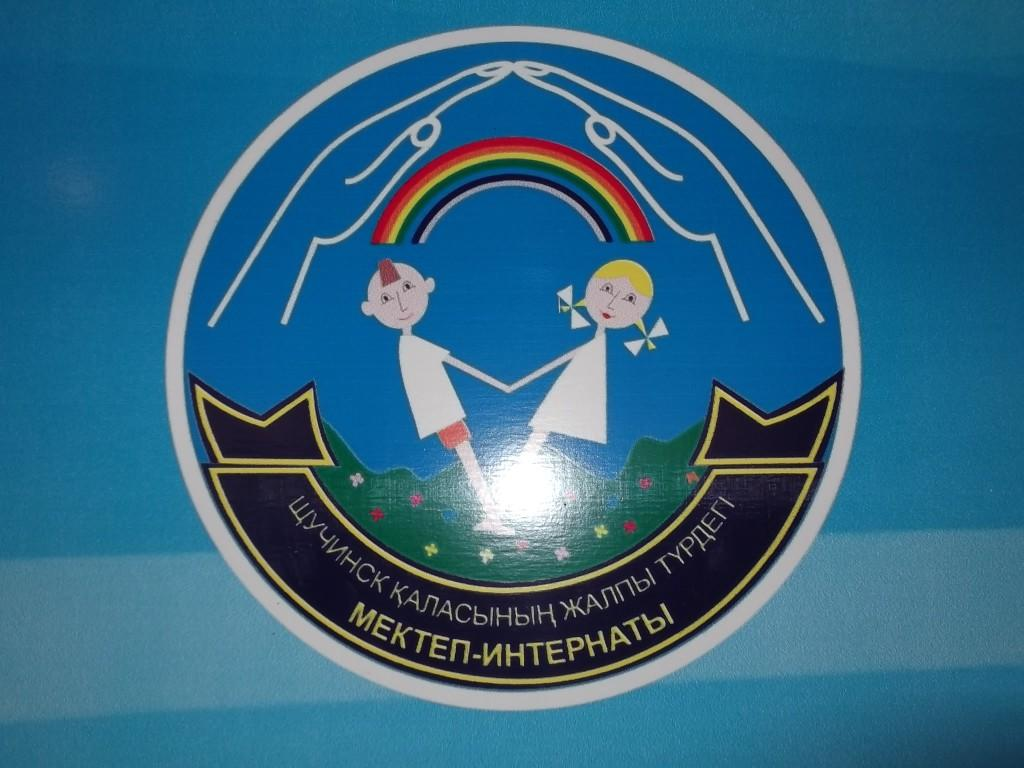 ЩУЧИНСК ҚАЛАСЫНЫҢ ЖАЛПЫ ТҮРДЕГІ
МЕКТЕП-ИНТЕРНАТЫ